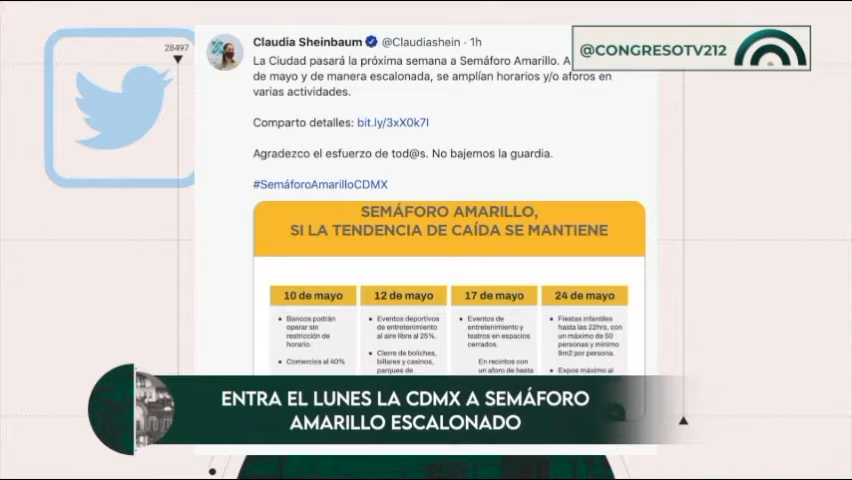 28497
Claudia Sheinbaum @Claudiashein · 1h
@CONGRESOTV212
La Ciudad pasará la próxima semana a Semáforo Amarillo. A
de mayo y de manera escalonada, se amplían horarios y/o aforos en
varias actividades.
Comparto detalles: bit.ly/3xX0k7I
Agradezco el esfuerzo de tod@s. No bajemos la guardia.
#SemáforoAmarilloCDMX
SEMÁFORO AMARILLO,
SI LA TENDENCIA DE CAÍDA SE MANTIENE
10 de mayo
• Bancos podrán
operar sin
restricción de
horario.
• Comercios al 40%
12 de mayo
• Eventos deportivos
de entretenimiento
al aire libre al 25%.
• Cierre de boliches,
billares y casinos,
parques de
17 de mayo
• Eventos de
entretenimiento y
teatros en espacios
cerrados.
En recintos con
un aforo de hasta
24 de mayo
• Fiestas infantiles
hasta las 22hrs, con
un máximo de 50
personas y mínimo
9m2 por persona.
• Expos máximo al
ENTRA EL LUNES LA CDMX A SEMÁFORO
AMARILLO ESCALONADO